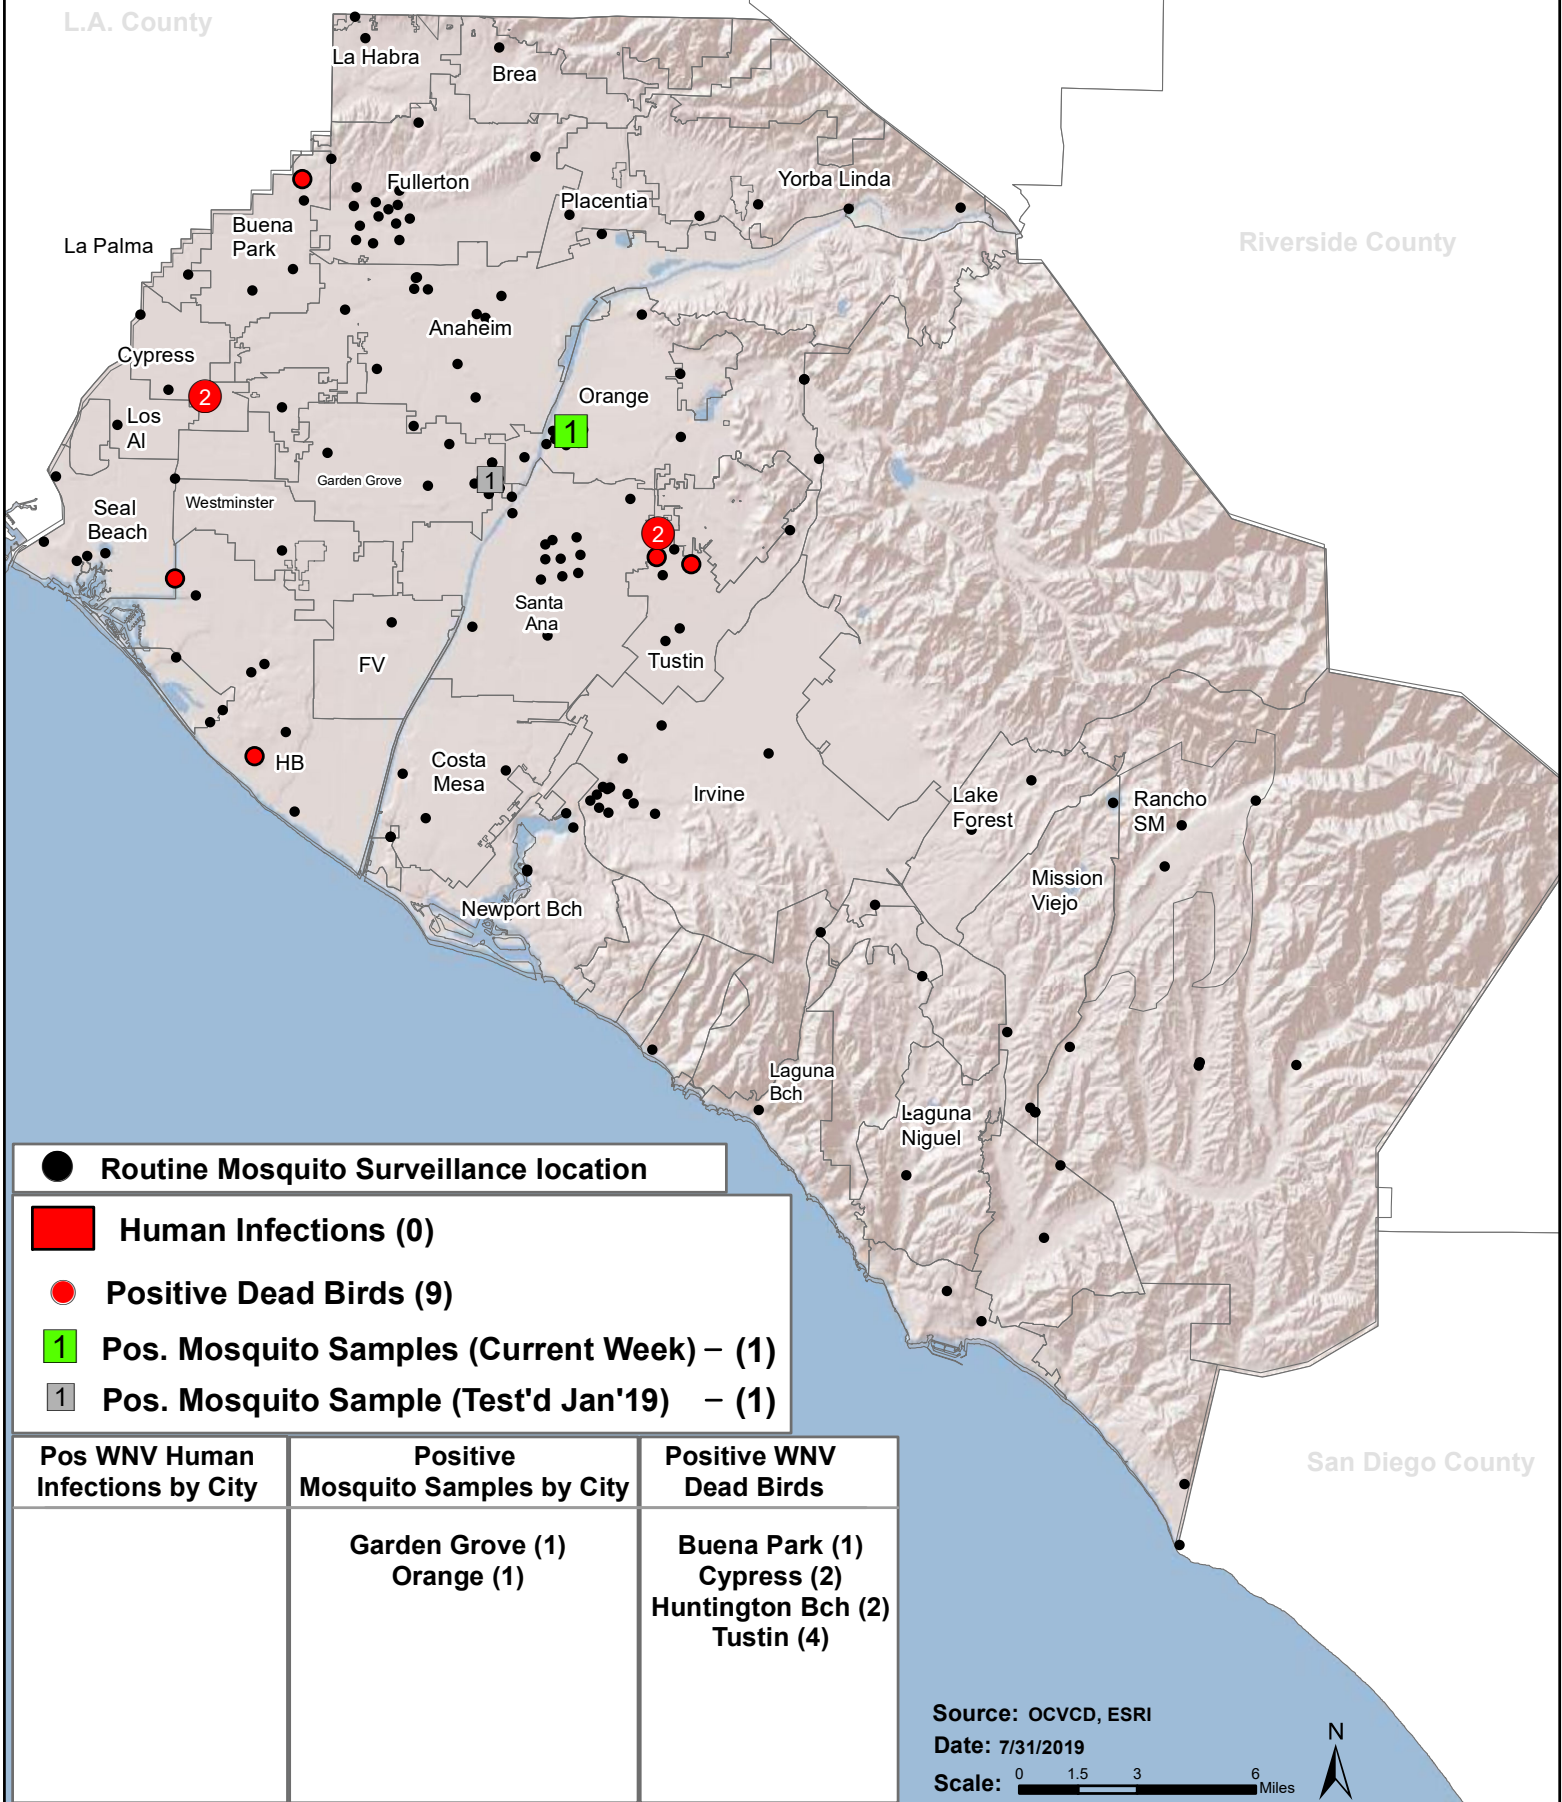 L.A. County
La Habra
Brea
Fullerton
Yorba Linda
Placentia
Buena
Park
La Palma
Riverside County
Anaheim
Cypress
2
Orange
Los
Al
1
Garden Grove
1
Westminster
Seal
Beach
2
Santa
Ana
FV
Tustin
HB
Costa
Mesa
Irvine
Lake
Forest
Rancho
SM
Mission
Viejo
Newport Bch
Laguna
Bch
Laguna
Niguel
Routine Mosquito Surveillance location
Human Infections (0)
Positive Dead Birds (9)
1 Pos. Mosquito Samples (Current Week) – (1)
1 Pos. Mosquito Sample (Test'd Jan'19) – (1)
Pos WNV Human
Infections by City
Positive
Mosquito Samples by City
Garden Grove (1)
Orange (1)
Positive WNV
Dead Birds
Buena Park (1)
Cypress (2)
Huntington Bch (2)
Tustin (4)
San Diego County
Source: OCVCD, ESRI
Date: 7/31/2019
Scale: 0 1.5 3 6 Miles
N